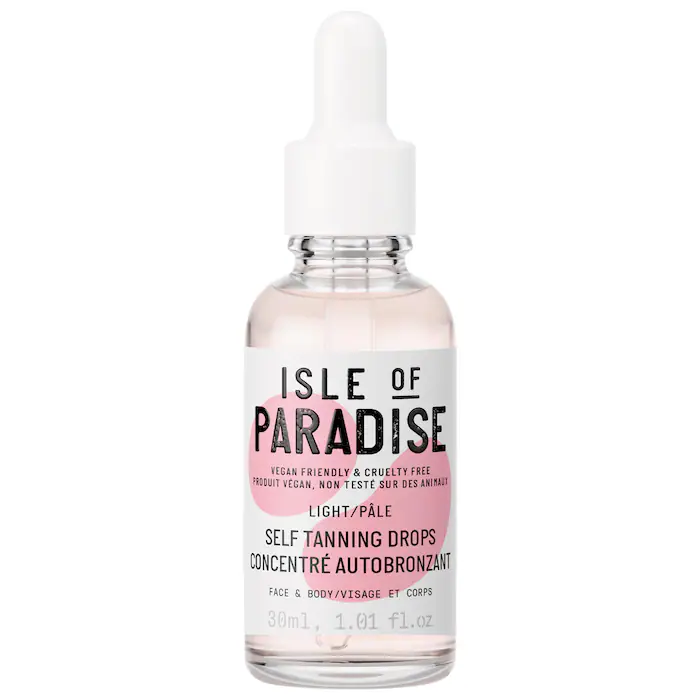 ISLE OF
PARADISE
VEGAN FRIENDLY & CRUELTY FREE
PRODUIT VÉGAN, NON TESTÉ SUR DES ANIMAUX
LIGHT/PÂLE
SELF TANNING DROPS
CONCENTRÉ AUTOBRONZANT
FACE & BODY/VISAGE ET CORPS
30ml, 1.01 fl.oz